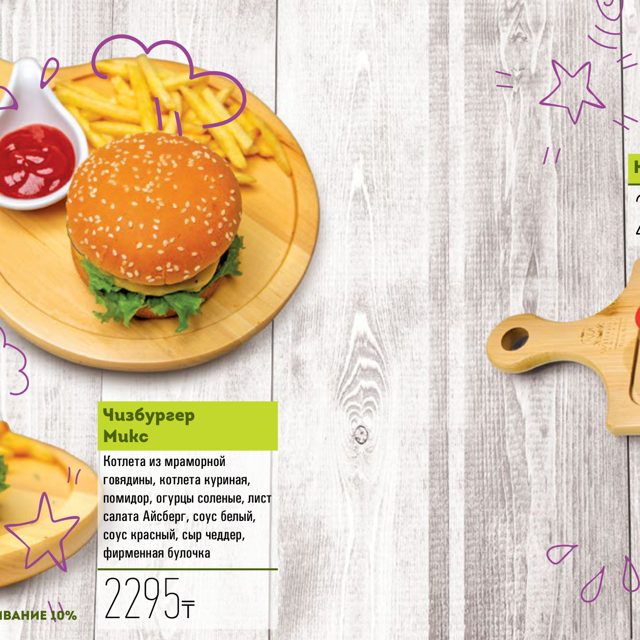 Чизбургер
Микс
Котлета из мраморной
говядины, котлета куриная,
помидор, огурцы соленые, лист
салата Айсберг, соус белый,
соус красный, сыр чеддер,
фирменная булочка
2295₸
10%